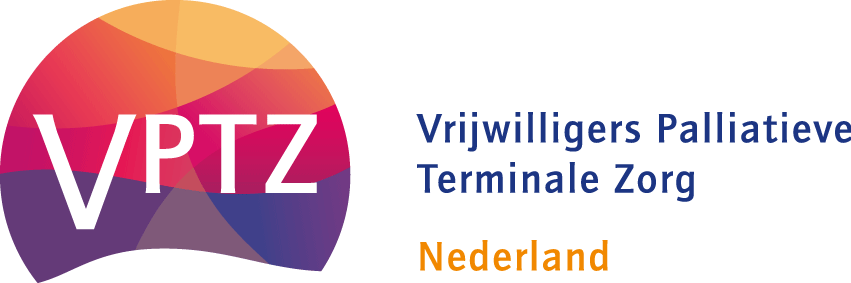 VPTZ
Vrijwilligers Palliatieve
Terminale Zorg
Nederland